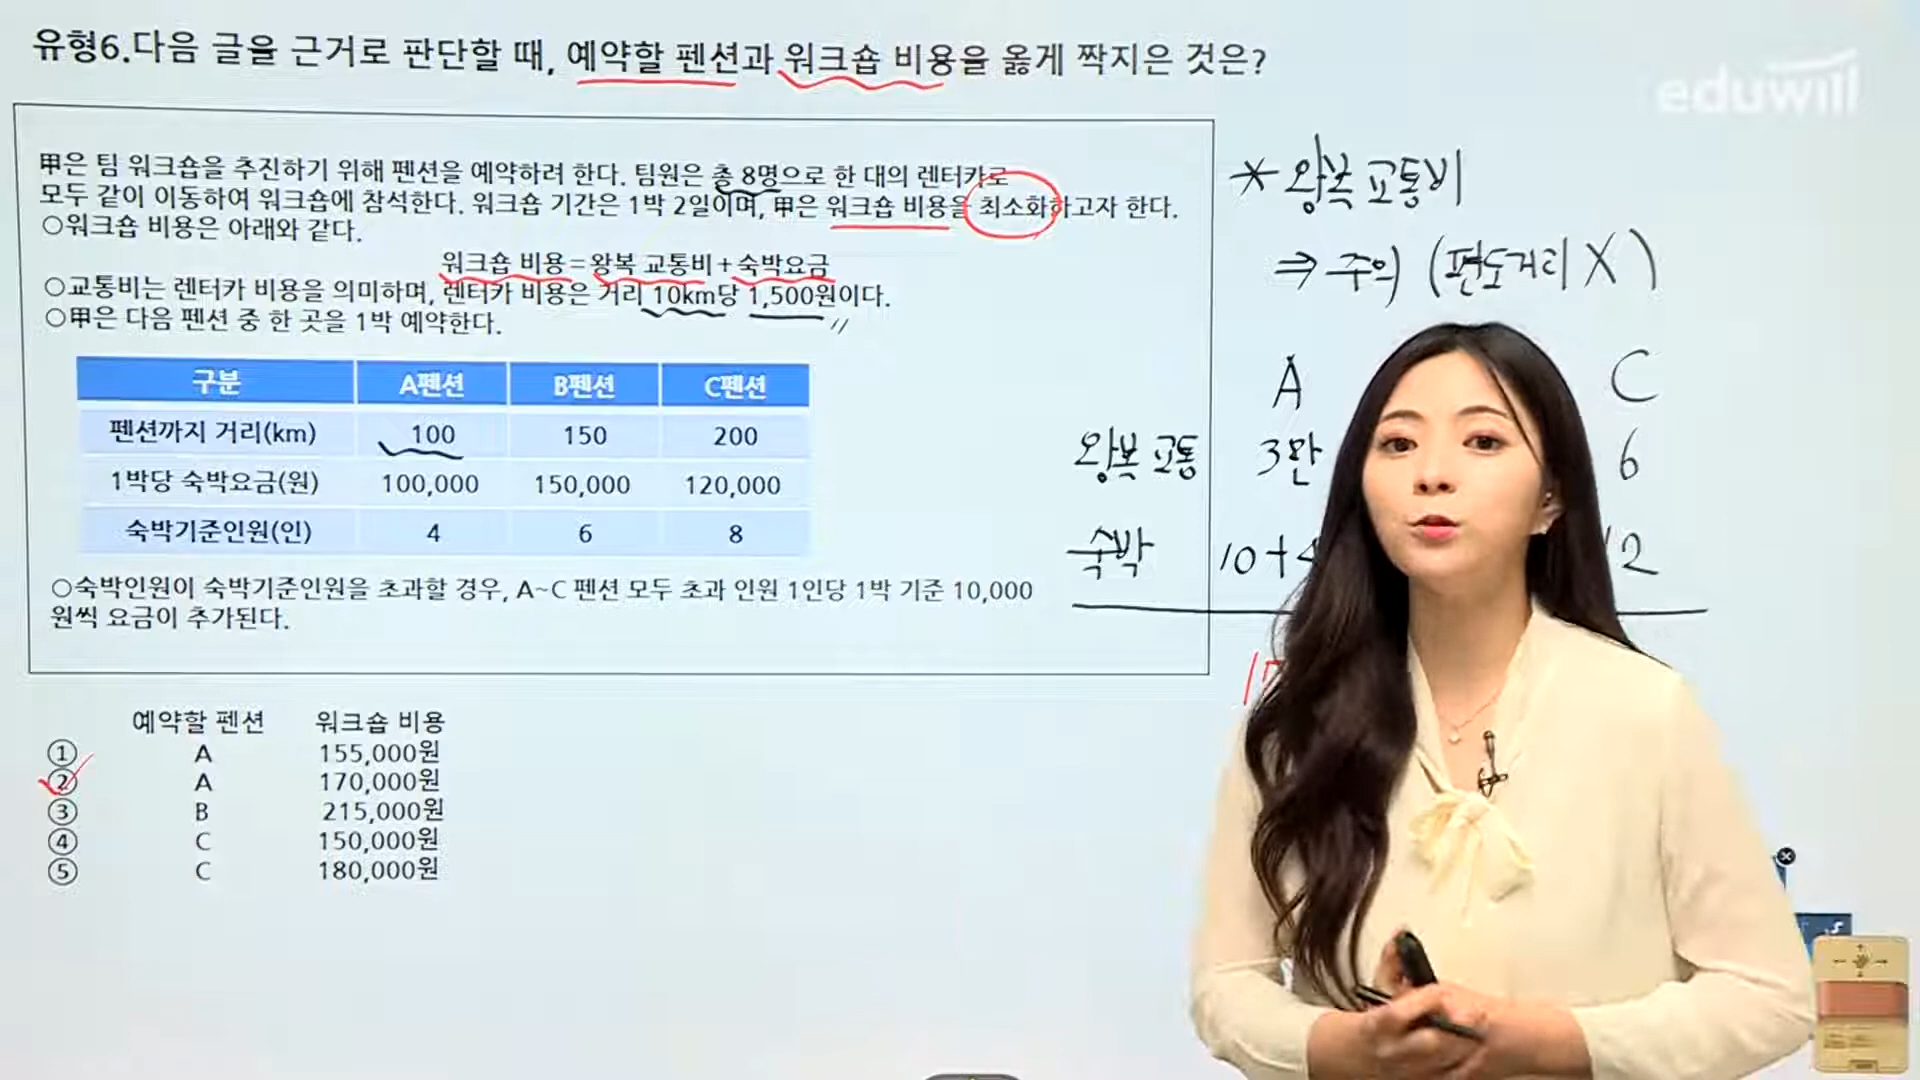 유형6.다음 글을 근거로 판단할 때, 예약할 펜션과 워크숍 비용을 옳게 짝지은 것은?
eduwill
甲은 팀 워크숍을 추진하기 위해 펜션을 예약하려 한다. 팀원은 총 8명으로 한 대의 렌터카로
모두 같이 이동하여 워크숍에 참석한다. 워크숍 기간은 1박 2일이며, 甲은 워크숍 비용을 최소화하고자 한다.
○워크숍 비용은 아래와 같다.
워크숍 비용=왕복 교통비+숙박요금
○교통비는 렌터카 비용을 의미하며, 렌터카 비용은 거리 10km당 1,500원이다.
○甲은 다음 펜션 중 한 곳을 1박 예약한다.
구분 A펜션 B펜션 C펜션
펜션까지 거리(km) 100 150 200
1박당 숙박요금(원) 100,000 150,000 120,000
숙박기준인원(인) 4 6 8
○숙박인원이 숙박기준인원을 초과할 경우, A~C 펜션 모두 초과 인원 1인당 1박 기준 10,000
원씩 요금이 추가된다.
예약할 펜션 워크숍 비용
① A 155,000원
② A 170,000원
③ B 215,000원
④ C 150,000원
⑤ C 180,000원
* 왕복 교통비
⇒ 주의 (편도거리 X)
A C
왕복 교통 3만 6
숙박 10+4 12